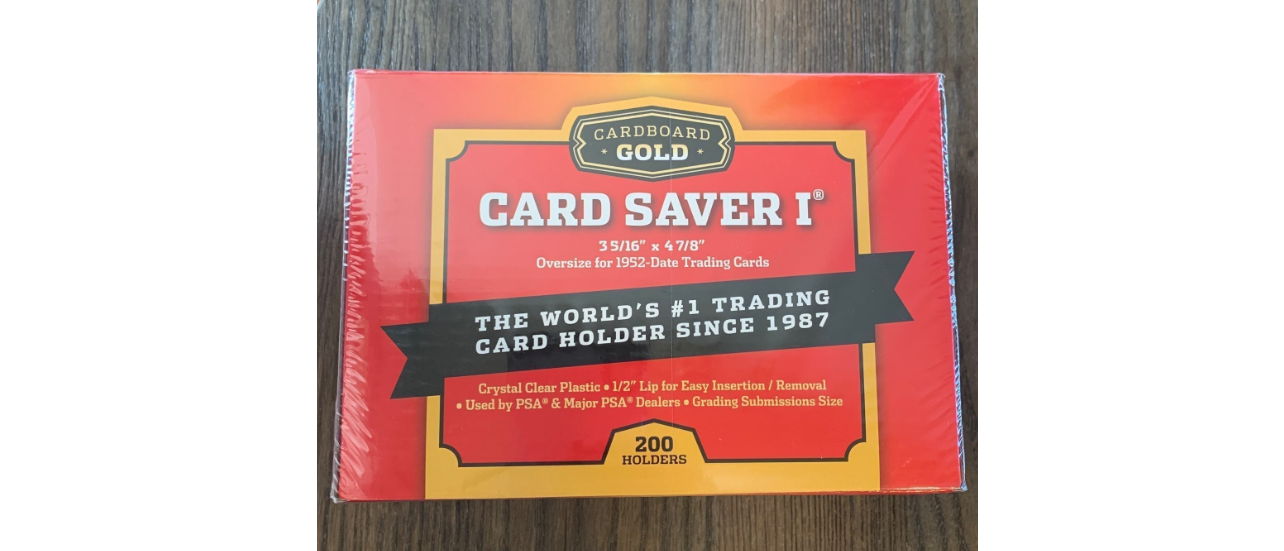 CARDBOARD
GOLD
CARD SAVER I®
3 5/16" x 4 7/8"
Oversize for 1952-Date Trading Cards
THE WORLD'S #1 TRADING
CARD HOLDER SINCE 1987
Crystal Clear Plastic • 1/2" Lip for Easy Insertion / Removal
• Used by PSA® & Major PSA® Dealers • Grading Submissions Size
200
HOLDERS